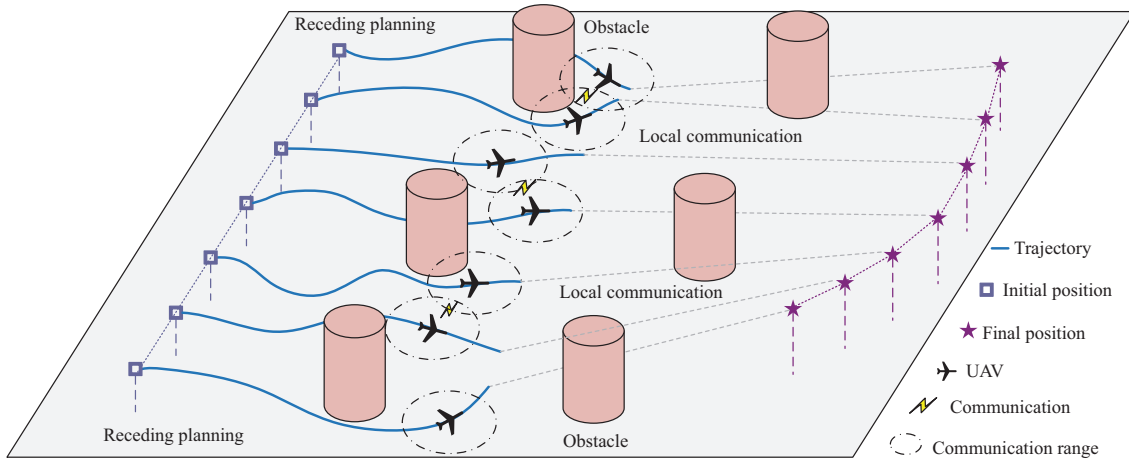 Receding planning
Obstacle
Local communication
Local communication
Receding planning
Obstacle
Trajectory
Initial position
Final position
UAV
Communication
Communication range